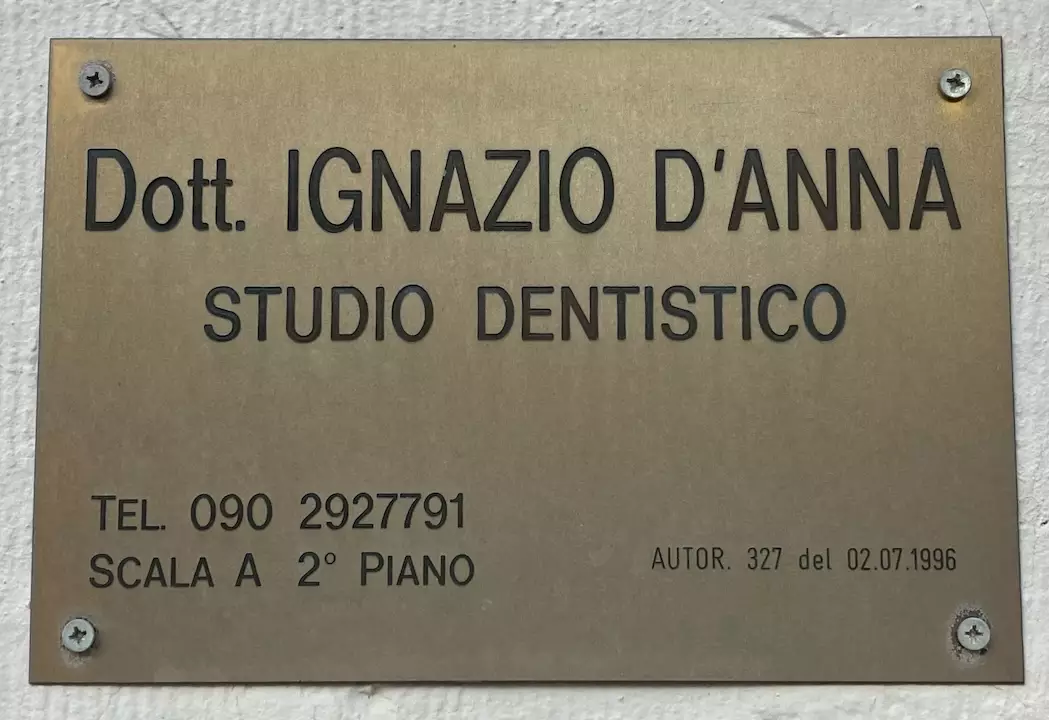 Dott. IGNAZIO D'ANNA
STUDIO DENTISTICO
TEL. 090 2927791
SCALA A 2° PIANO
AUTOR. 327 del 02.07.1996